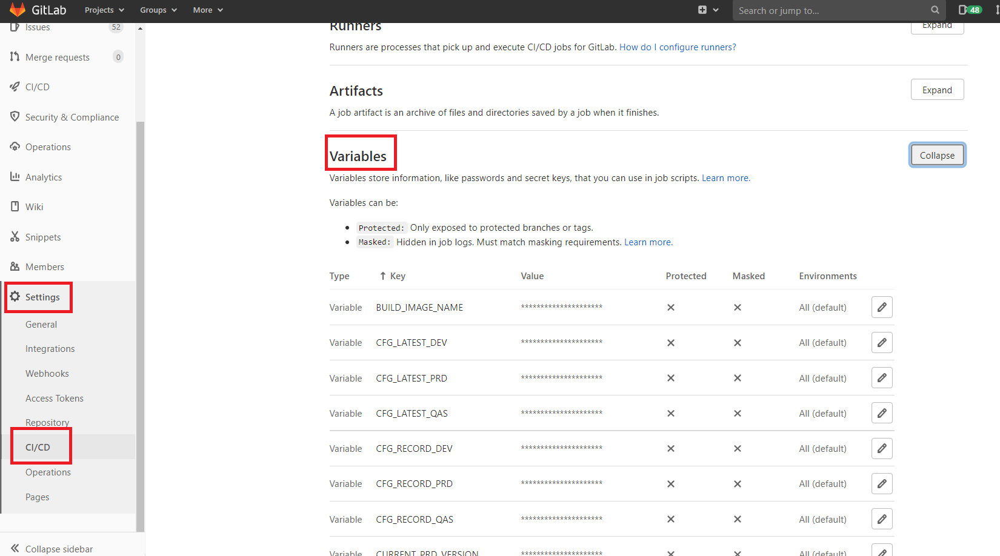 GitLab Projects Groups More Search or jump to... 48
Issues 52
Merge requests 0
CI/CD
Security & Compliance
Operations
Analytics
Wiki
Snippets
Members
Settings
General
Integrations
Webhooks
Access Tokens
Repository
CI/CD
Operations
Pages
Collapse sidebar
Runners Expand
Runners are processes that pick up and execute CI/CD jobs for GitLab. How do I configure runners?
Artifacts Expand
A job artifact is an archive of files and directories saved by a job when it finishes.
Variables Collapse
Variables store information, like passwords and secret keys, that you can use in job scripts. Learn more.
Variables can be:
• Protected: Only exposed to protected branches or tags.
• Masked: Hidden in job logs. Must match masking requirements. Learn more.
Type ↑ Key Value Protected Masked Environments
Variable BUILD_IMAGE_NAME ********************* × × All (default)
Variable CFG_LATEST_DEV ********************* × × All (default)
Variable CFG_LATEST_PRD ********************* × × All (default)
Variable CFG_LATEST_QAS ********************* × × All (default)
Variable CFG_RECORD_DEV ********************* × × All (default)
Variable CFG_RECORD_PRD ********************* × × All (default)
Variable CFG_RECORD_QAS ********************* × × All (default)
Variable CURRENT_PRD_VERSION ********************* × × All (default)